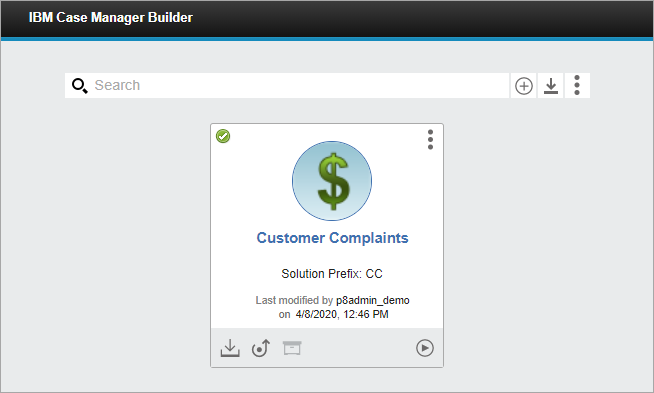 IBM Case Manager Builder
Search
Customer Complaints
Solution Prefix: CC
Last modified by p8admin_demo
on 4/8/2020, 12:46 PM